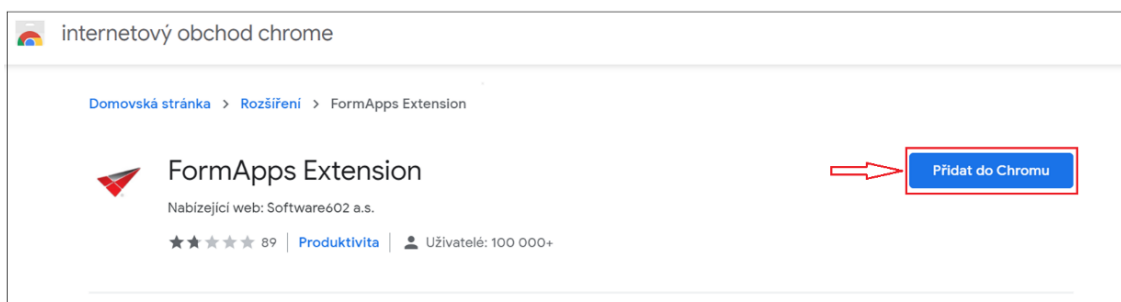 internetový obchod chrome
Domovská stránka > Rozšíření > FormApps Extension
FormApps Extension
Přidat do Chromu
Nabízející web: Software602 a.s.
89 | Produktivita | Uživatelé: 100 000+